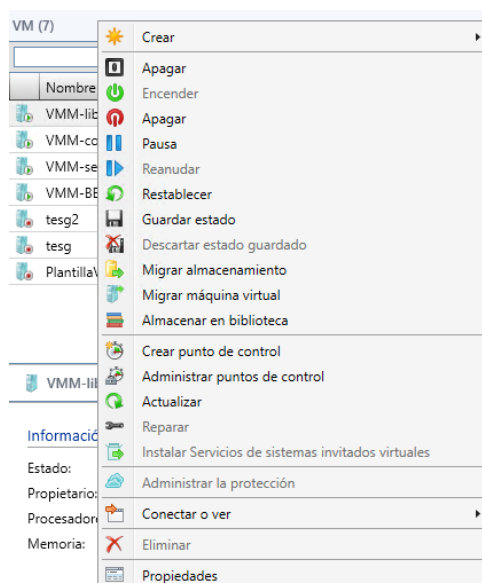 VM (7)
Crear
Apagar
Nombre
Encender
VMM-lib
Apagar
VMM-co
Pausa
VMM-se
Reanudar
VMM-BB
Restablecer
tesg2
Guardar estado
tesg
Descartar estado guardado
Plantilla
Migrar almacenamiento
Migrar máquina virtual
Almacenar en biblioteca
Crear punto de control
VMM-lib
Administrar puntos de control
Actualizar
Informació
Reparar
Instalar Servicios de sistemas invitados virtuales
Estado:
Administrar la protección
Propietario:
Procesador
Conectar o ver
Memoria:
Eliminar
Propiedades